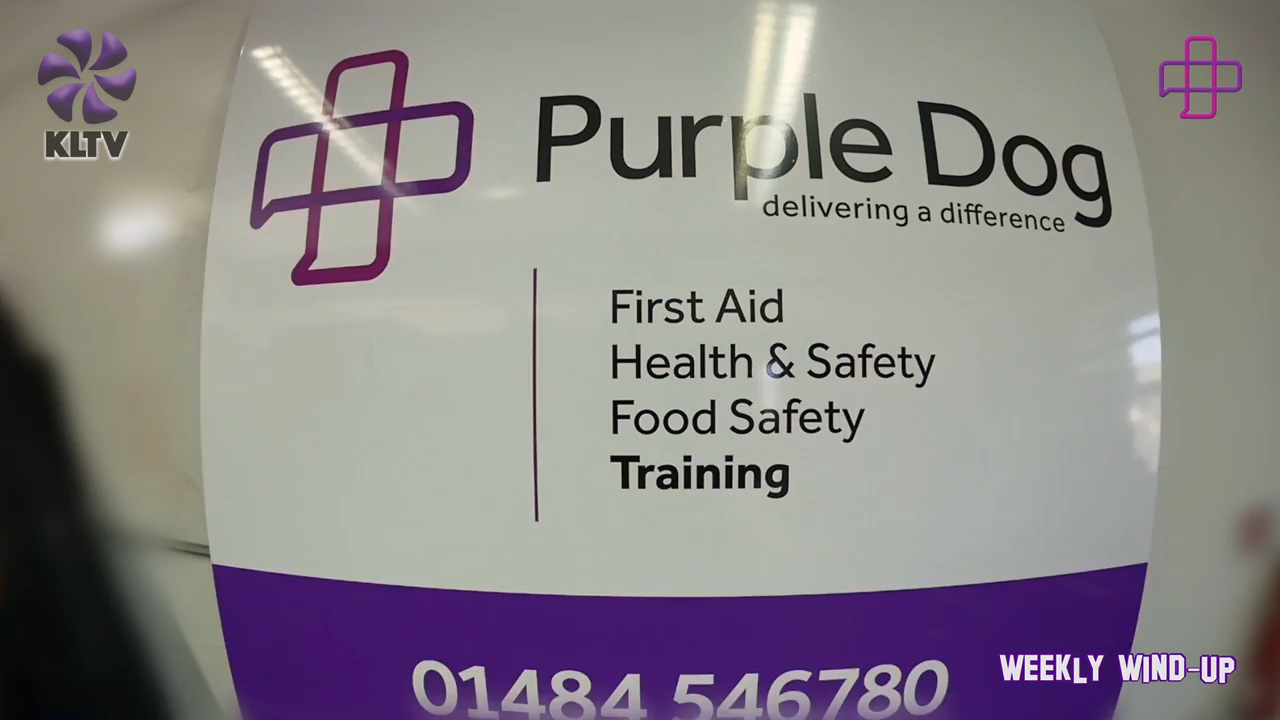 KLTV
Purple Dog
delivering a difference
First Aid
Health & Safety
Food Safety
Training
01484 546780
WEEKLY WIND-UP